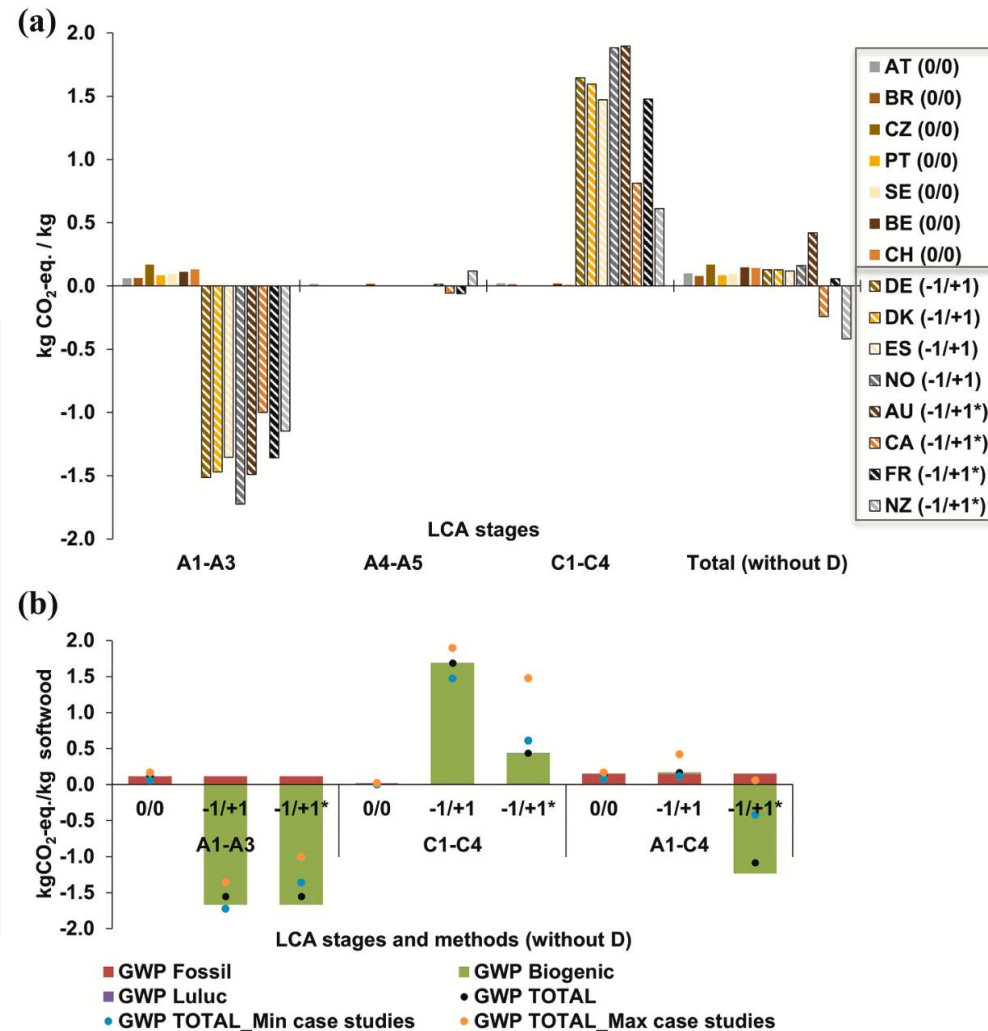 (a)
2.0
1.5
1.0
0.5
0.0
-0.5
-1.0
-1.5
-2.0
kg CO2-eq. / kg
LCA stages
A1-A3 A4-A5 C1-C4 Total (without D)
AT (0/0)
BR (0/0)
CZ (0/0)
PT (0/0)
SE (0/0)
BE (0/0)
CH (0/0)
DE (-1/+1)
DK (-1/+1)
ES (-1/+1)
NO (-1/+1)
AU (-1/+1*)
CA (-1/+1*)
FR (-1/+1*)
NZ (-1/+1*)
(b)
2.0
1.5
1.0
0.5
0.0
-0.5
-1.0
-1.5
-2.0
kgCO2-eq./kg softwood
0/0 -1/+1 -1/+1* 0/0 -1/+1 -1/+1* 0/0 -1/+1 -1/+1*
A1-A3 C1-C4 A1-C4
LCA stages and methods (without D)
GWP Fossil GWP Biogenic
GWP Luluc GWP TOTAL
GWP TOTAL_Min case studies GWP TOTAL_Max case studies